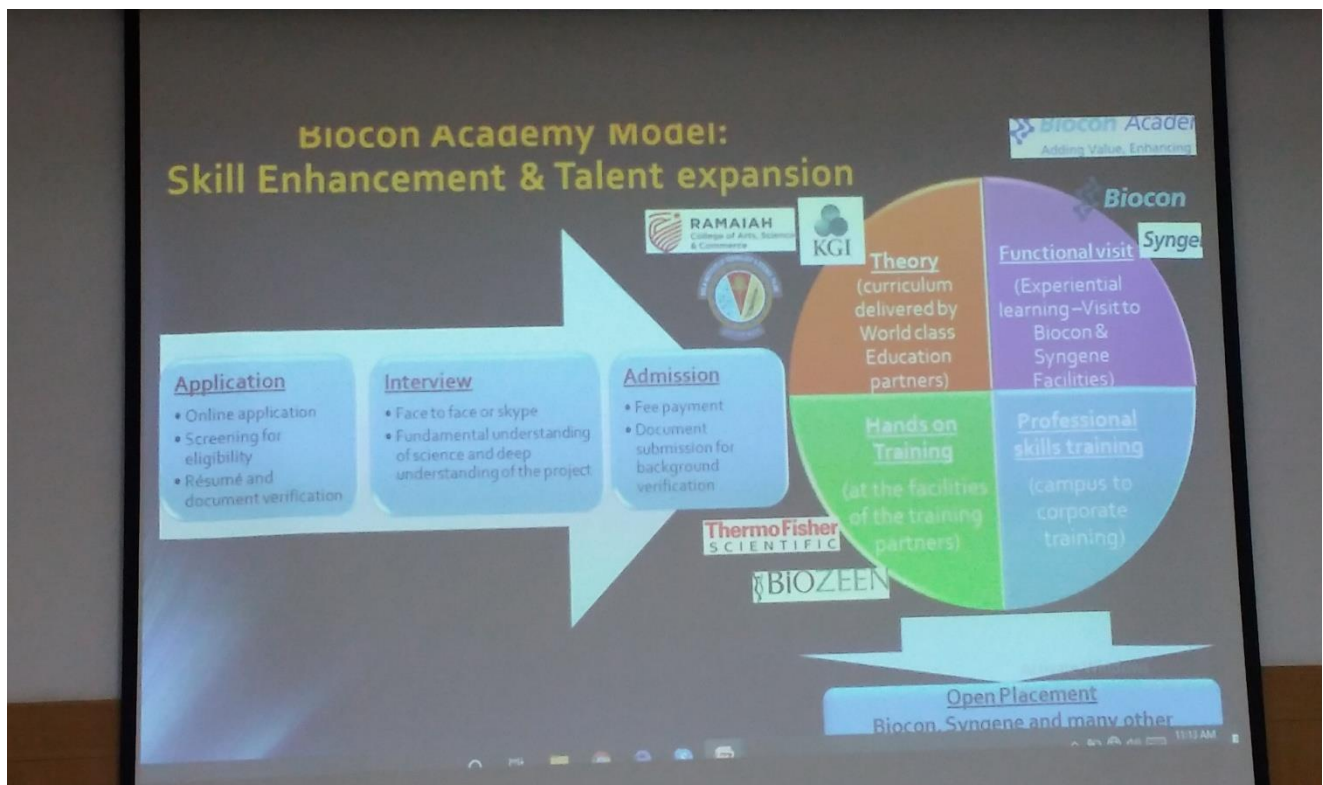 Biocon Academy Model:
Skill Enhancement & Talent expansion
Biocon Acader
Adding Value, Enhancing
Biocon
Synge
RAMAIAH
College of Arts, Science
& Commerce
KGI
Application
• Online application
• Screening for
eligibility
• Résumé and
document verification
Interview
• Face to face or skype
• Fundamental understanding
of science and deep
understanding of the project
Admission
• Fee payment
• Document
submission for
background
verification
Theory
(curriculum
delivered by
World class
Education
partners)
Functional visit
(Experiential
learning–Visit to
Biocon &
Syngene
Facilities)
Hands on
Training
(at the facilities
of the training
partners)
Professional
skills training
(campus to
corporate
training)
ThermoFisher
SCIENTIFIC
BiOZEEN
Open Placement
Biocon, Syngene and many other
11:13 AM